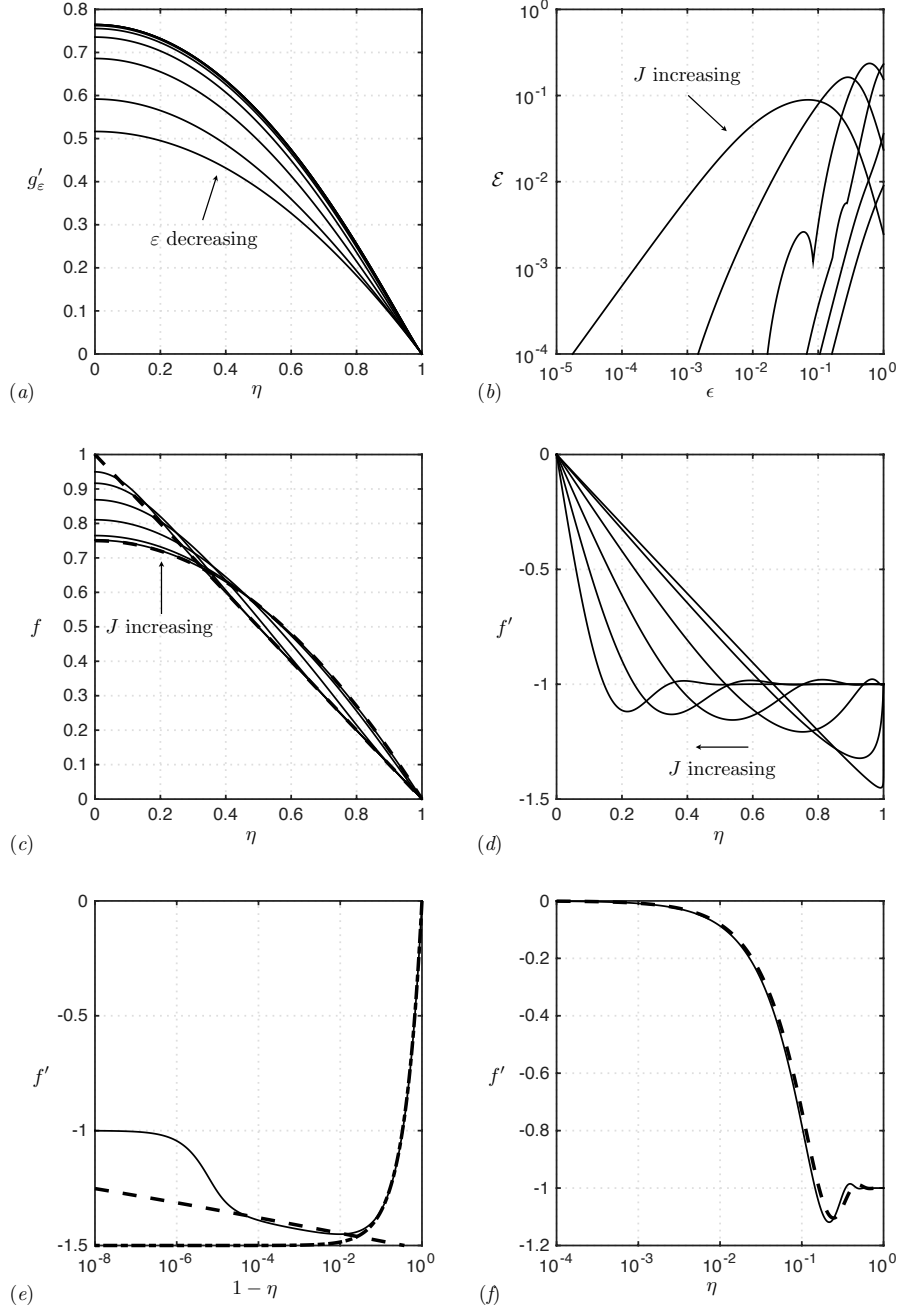 0.8
0.7
0.6
0.5
0.4
0.3
0.2
0.1
0
g′ε
ε decreasing
0 0.2 0.4 0.6 0.8 1
η
(a)
10^0
10^-1
10^-2
10^-3
10^-4
ℰ
J increasing
10^-5 10^-4 10^-3 10^-2 10^-1 10^0
ϵ
(b)
1
0.9
0.8
0.7
0.6
0.5
0.4
0.3
0.2
0.1
0
f
J increasing
0 0.2 0.4 0.6 0.8 1
η
(c)
0
-0.5
-1
-1.5
f′
J increasing
0 0.2 0.4 0.6 0.8 1
η
(d)
0
-0.5
-1
-1.5
f′
10^-8 10^-6 10^-4 10^-2 10^0
1 − η
(e)
0
-0.2
-0.4
-0.6
-0.8
-1
-1.2
f′
10^-4 10^-3 10^-2 10^-1 10^0
η
(f)